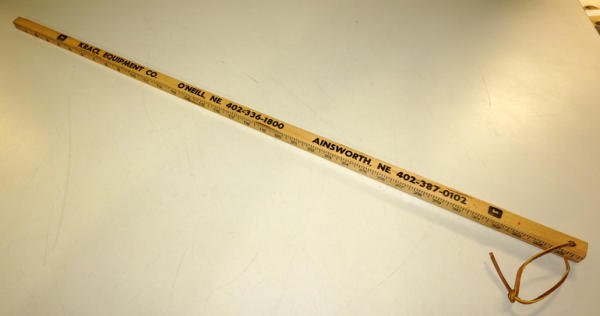 KRACL EQUIPMENT CO. O'NEILL, NE. 402-336-1800 AINSWORTH, NE. 402-387-0102